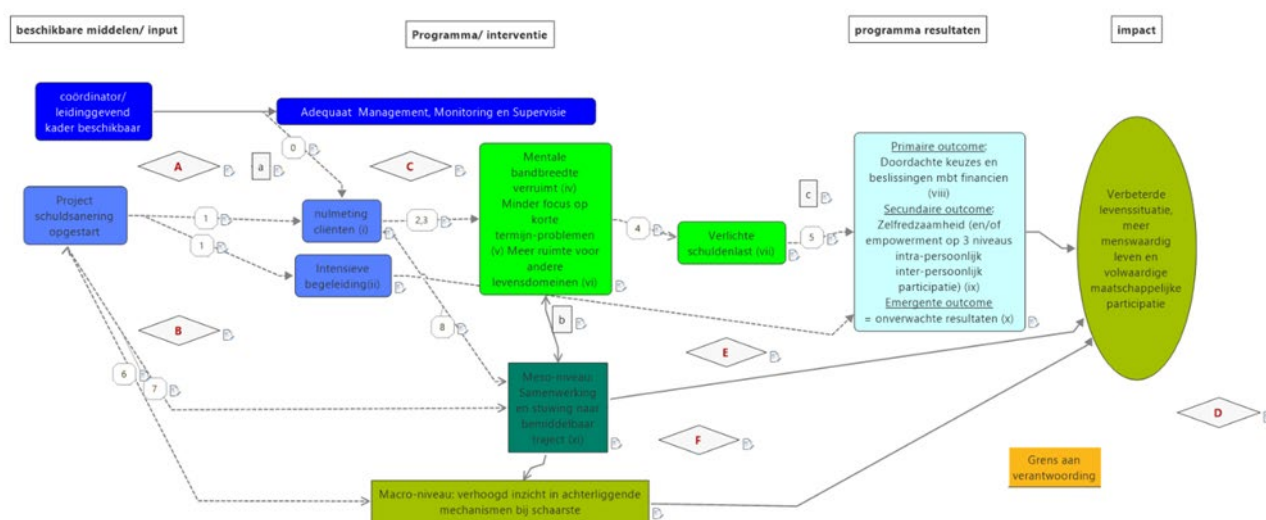 beschikbare middelen/ input
Programma/ interventie
programma resultaten
impact
coördinator/
leidinggevend
kader beschikbaar
Adequaat Management, Monitoring en Supervisie
0
A
a
C
Project
schuldsanering
opgestart
1
1
nulmeting
cliënten (i)
Intensieve
begeleiding(ii)
2,3
Mentale
bandbreedte
verruimt (iv)
Minder focus op
korte
termijn-problemen
(v) Meer ruimte voor
andere
levensdomeinen (vi)
4
Verlichte
schuldenlast (vii)
c
5
Primaire outcome:
Doordachte keuzes en
beslissingen mbt financien
(viii)
Secundaire outcome:
Zelfredzaamheid (en/of
empowerment op 3 niveaus
intra-persoonlijk
inter-persoonlijk
participatie) (ix)
Emergente outcome
= onverwachte resultaten (x)
Verbeterde
levenssituatie,
meer
menswaardig
leven en
volwaardige
maatschappelijke
participatie
B
8
b
E
6
7
Meso-niveau:
Samenwerking
en stuwing naar
bemiddelbaar
traject (xi)
F
D
Grens aan
verantwoording
Macro-niveau: verhoogd inzicht in achterliggende
mechanismen bij schaarste